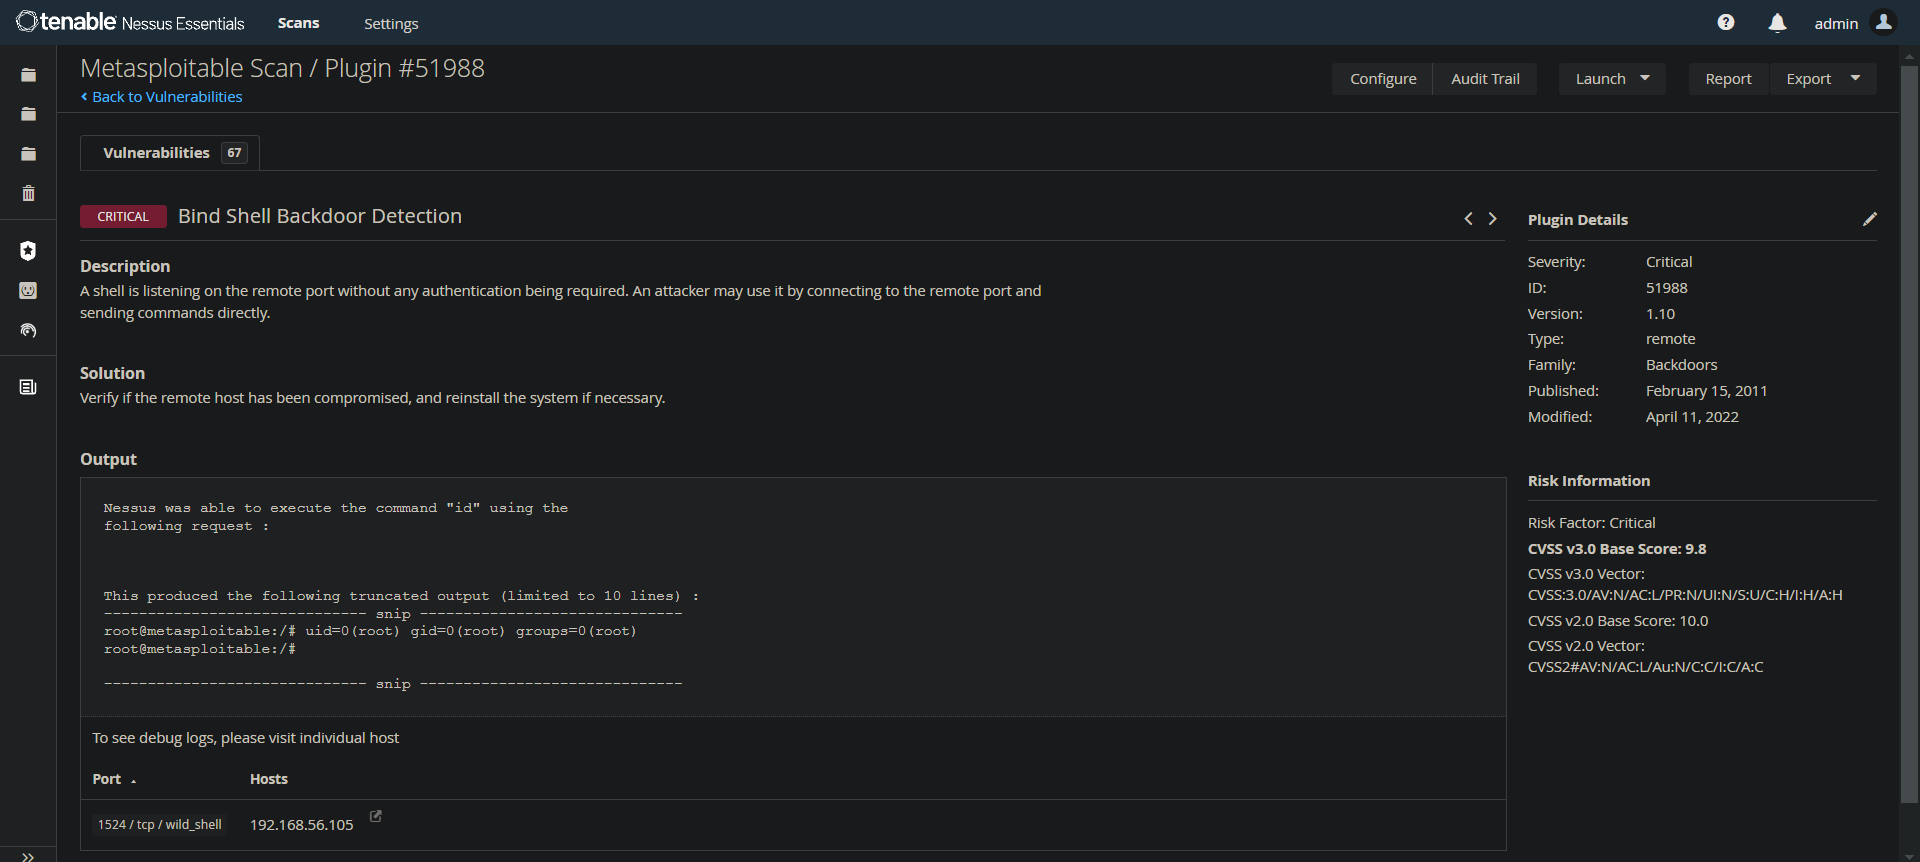 tenable Nessus Essentials Scans Settings admin
Metasploitable Scan / Plugin #51988
Back to Vulnerabilities
Configure Audit Trail Launch Report Export
Vulnerabilities 67
CRITICAL Bind Shell Backdoor Detection
Description
A shell is listening on the remote port without any authentication being required. An attacker may use it by connecting to the remote port and
sending commands directly.
Solution
Verify if the remote host has been compromised, and reinstall the system if necessary.
Output
Nessus was able to execute the command "id" using the
following request :
This produced the following truncated output (limited to 10 lines) :
------------------------------ snip ------------------------------
root@metasploitable:/# uid=0(root) gid=0(root) groups=0(root)
root@metasploitable:/#
------------------------------ snip ------------------------------
To see debug logs, please visit individual host
Port Hosts
1524 / tcp / wild_shell 192.168.56.105
Plugin Details
Severity: Critical
ID: 51988
Version: 1.10
Type: remote
Family: Backdoors
Published: February 15, 2011
Modified: April 11, 2022
Risk Information
Risk Factor: Critical
CVSS v3.0 Base Score: 9.8
CVSS v3.0 Vector:
CVSS:3.0/AV:N/AC:L/PR:N/UI:N/S:U/C:H/I:H/A:H
CVSS v2.0 Base Score: 10.0
CVSS v2.0 Vector:
CVSS2#AV:N/AC:L/Au:N/C:C/I:C/A:C